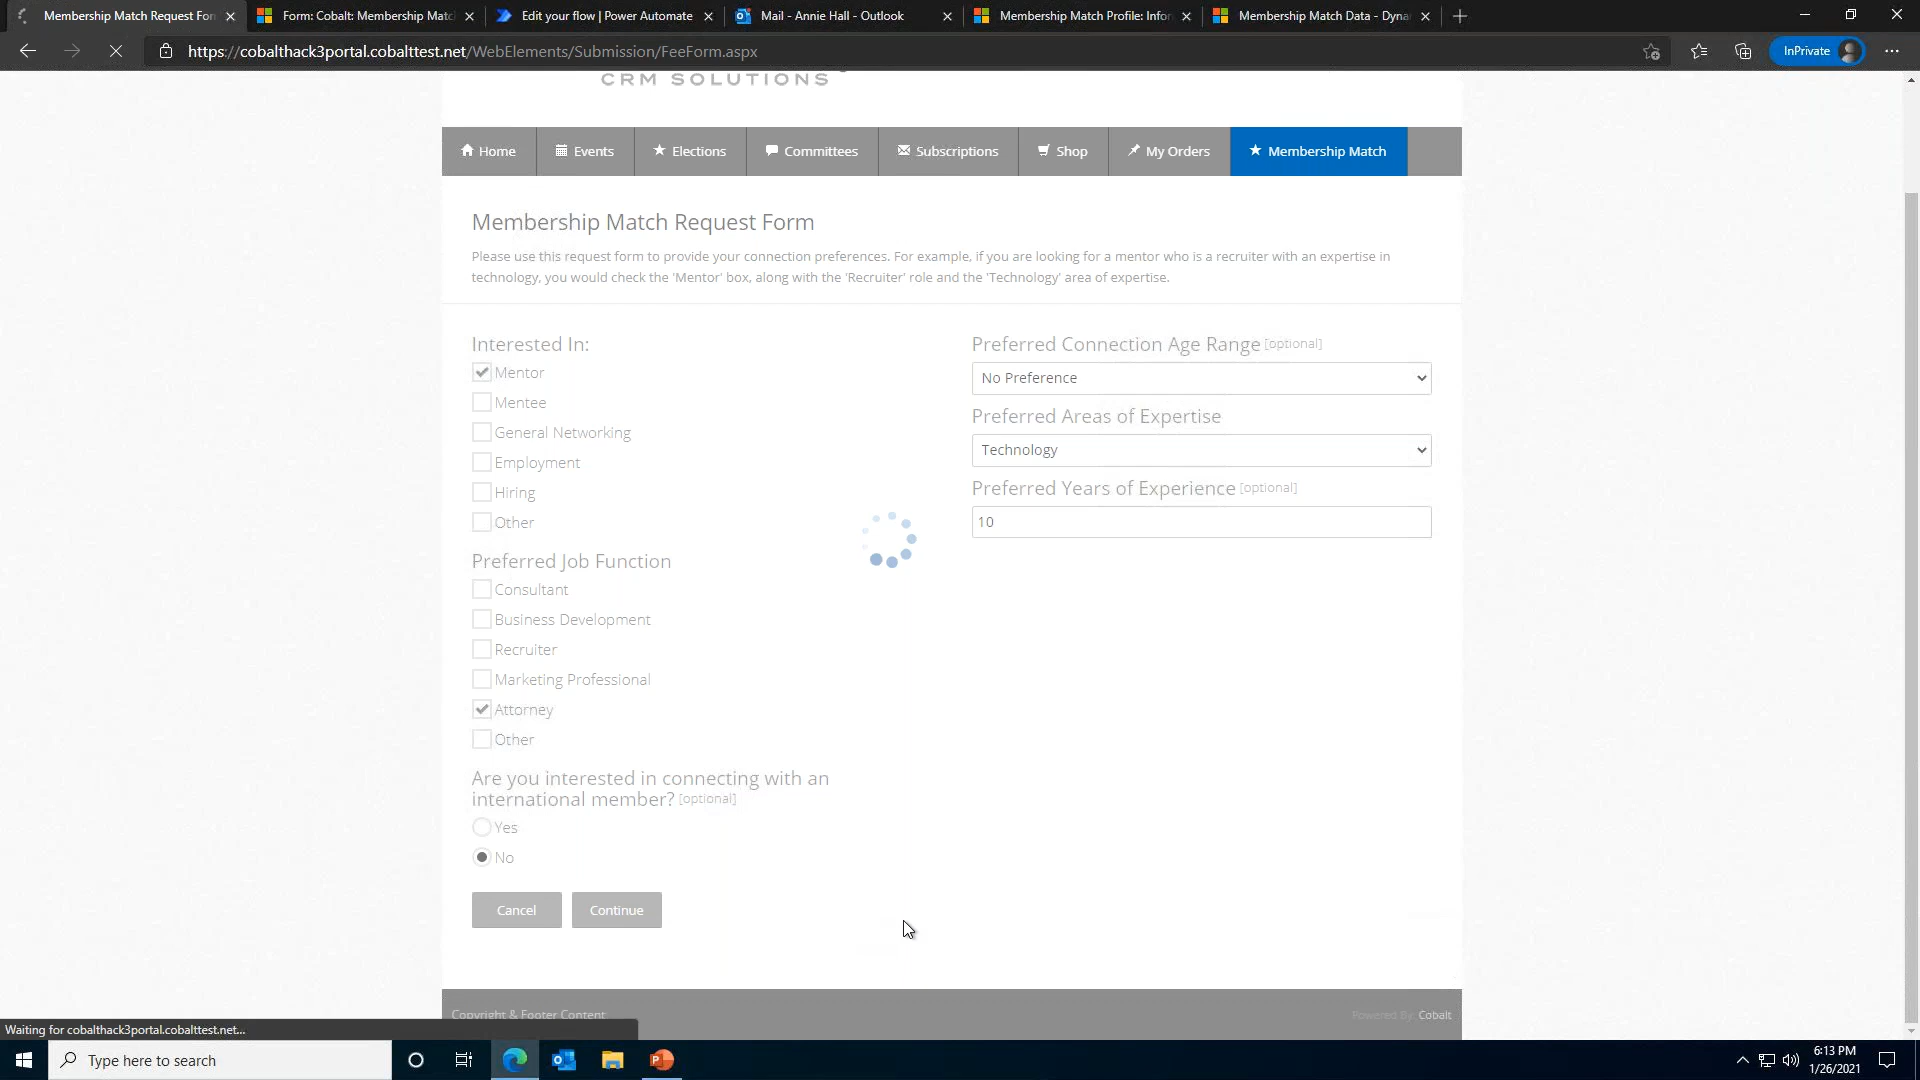 Membership Match Request For
Form: Cobalt: Membership Matc
Edit your flow | Power Automate
Mail - Annie Hall - Outlook
Membership Match Profile: Infor
Membership Match Data - Dyna
https://cobalthack3portal.cobalttest.net/WebElements/Submission/FeeForm.aspx
InPrivate
CRM SOLUTIONS
Home
Events
Elections
Committees
Subscriptions
Shop
My Orders
Membership Match
Membership Match Request Form
Please use this request form to provide your connection preferences. For example, if you are looking for a mentor who is a recruiter with an expertise in
technology, you would check the 'Mentor' box, along with the 'Recruiter' role and the 'Technology' area of expertise.
Interested In:
Mentor
Mentee
General Networking
Employment
Hiring
Other
Preferred Job Function
Consultant
Business Development
Recruiter
Marketing Professional
Attorney
Other
Are you interested in connecting with an
international member? [optional]
Yes
No
Cancel
Continue
Preferred Connection Age Range [optional]
No Preference
Preferred Areas of Expertise
Technology
Preferred Years of Experience [optional]
10
Copyright & Footer Content
Powered By: Cobalt
Waiting for cobalthack3portal.cobalttest.net...
Type here to search
6:13 PM
1/26/2021